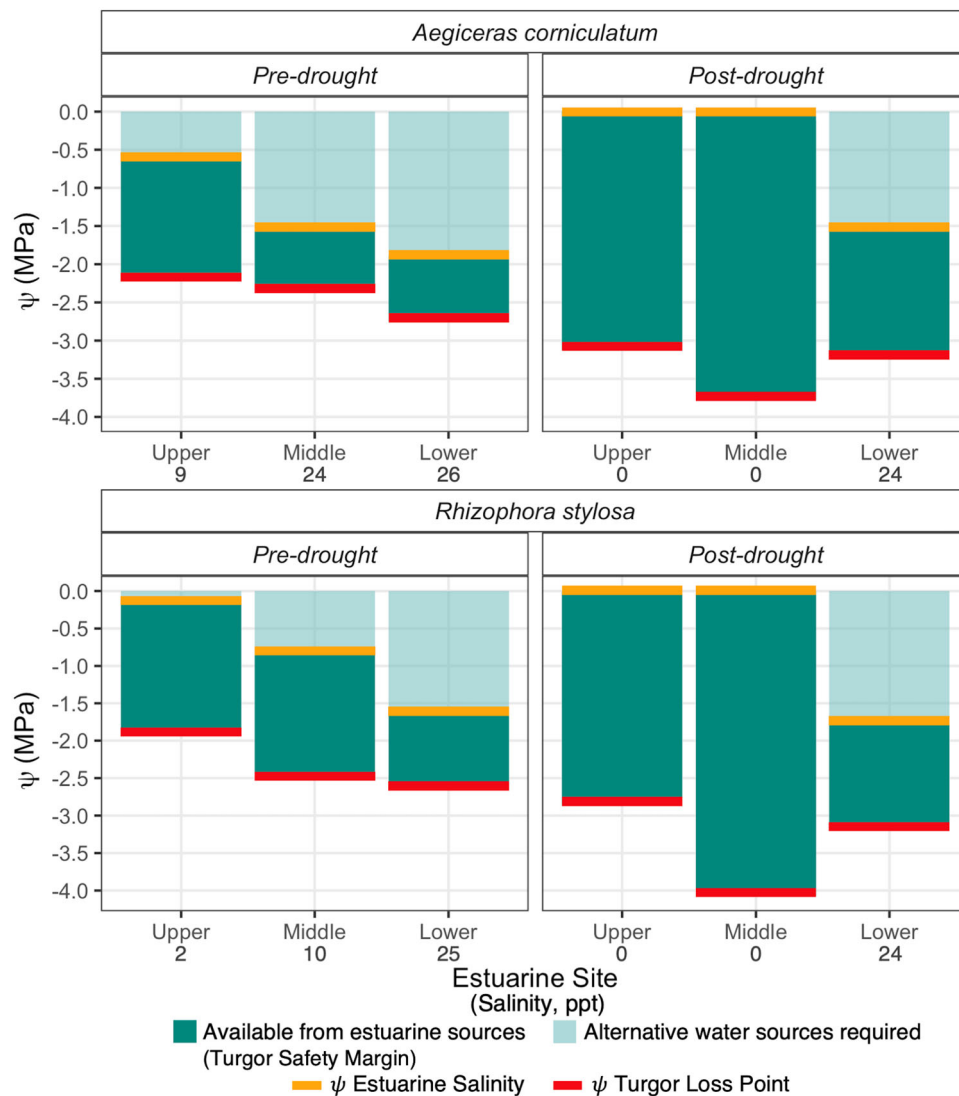 Aegiceras corniculatum
Pre-drought Post-drought
0.0
-0.5
-1.0
-1.5
-2.0
-2.5
-3.0
-3.5
-4.0
ψ (MPa)
Upper Middle Lower Upper Middle Lower
9 24 26 0 0 24
Rhizophora stylosa
Pre-drought Post-drought
0.0
-0.5
-1.0
-1.5
-2.0
-2.5
-3.0
-3.5
-4.0
ψ (MPa)
Upper Middle Lower Upper Middle Lower
2 10 25 0 0 24
Estuarine Site
(Salinity, ppt)
Available from estuarine sources Alternative water sources required
(Turgor Safety Margin)
ψ Estuarine Salinity ψ Turgor Loss Point